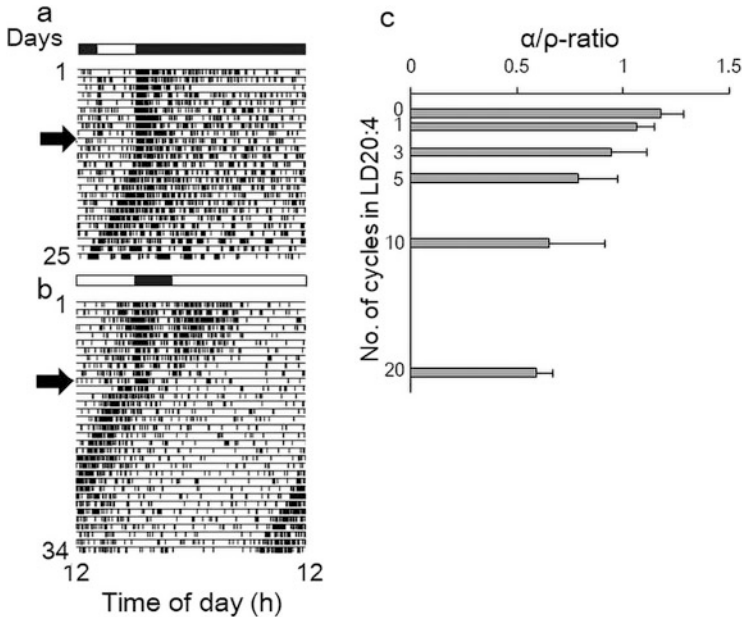 a
Days
1
25
b
1
34
12 12
Time of day (h)
c
α/ρ-ratio
0 0.5 1 1.5
No. of cycles in LD20:4
0
1
3
5
10
20